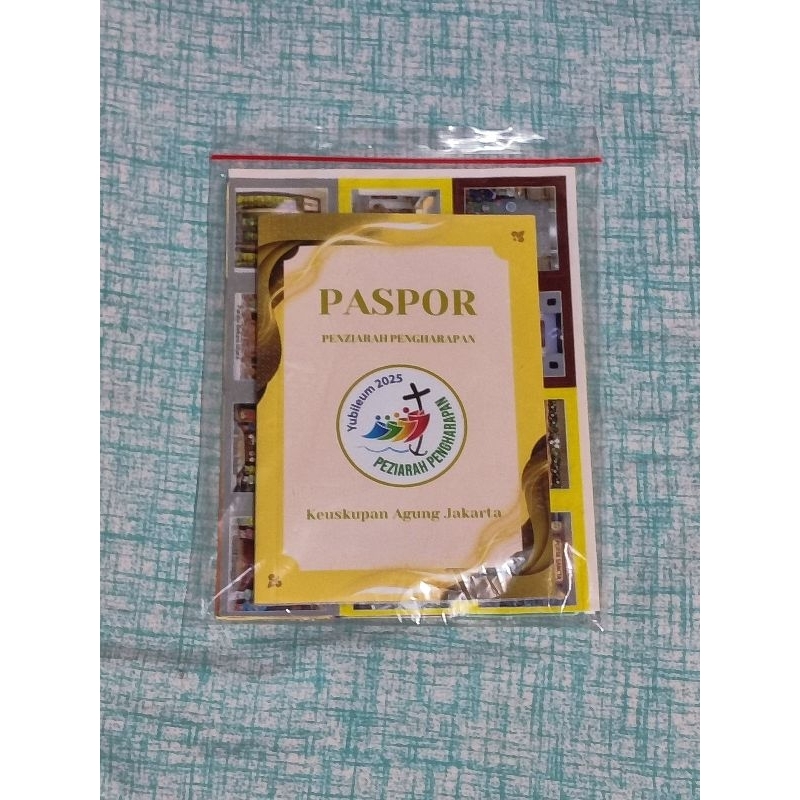 PASPOR
PENZIARAH PENGHARAPAN
Yubileum 2025
PEZIARAH PENGHARAPAN
Keuskupan Agung Jakarta